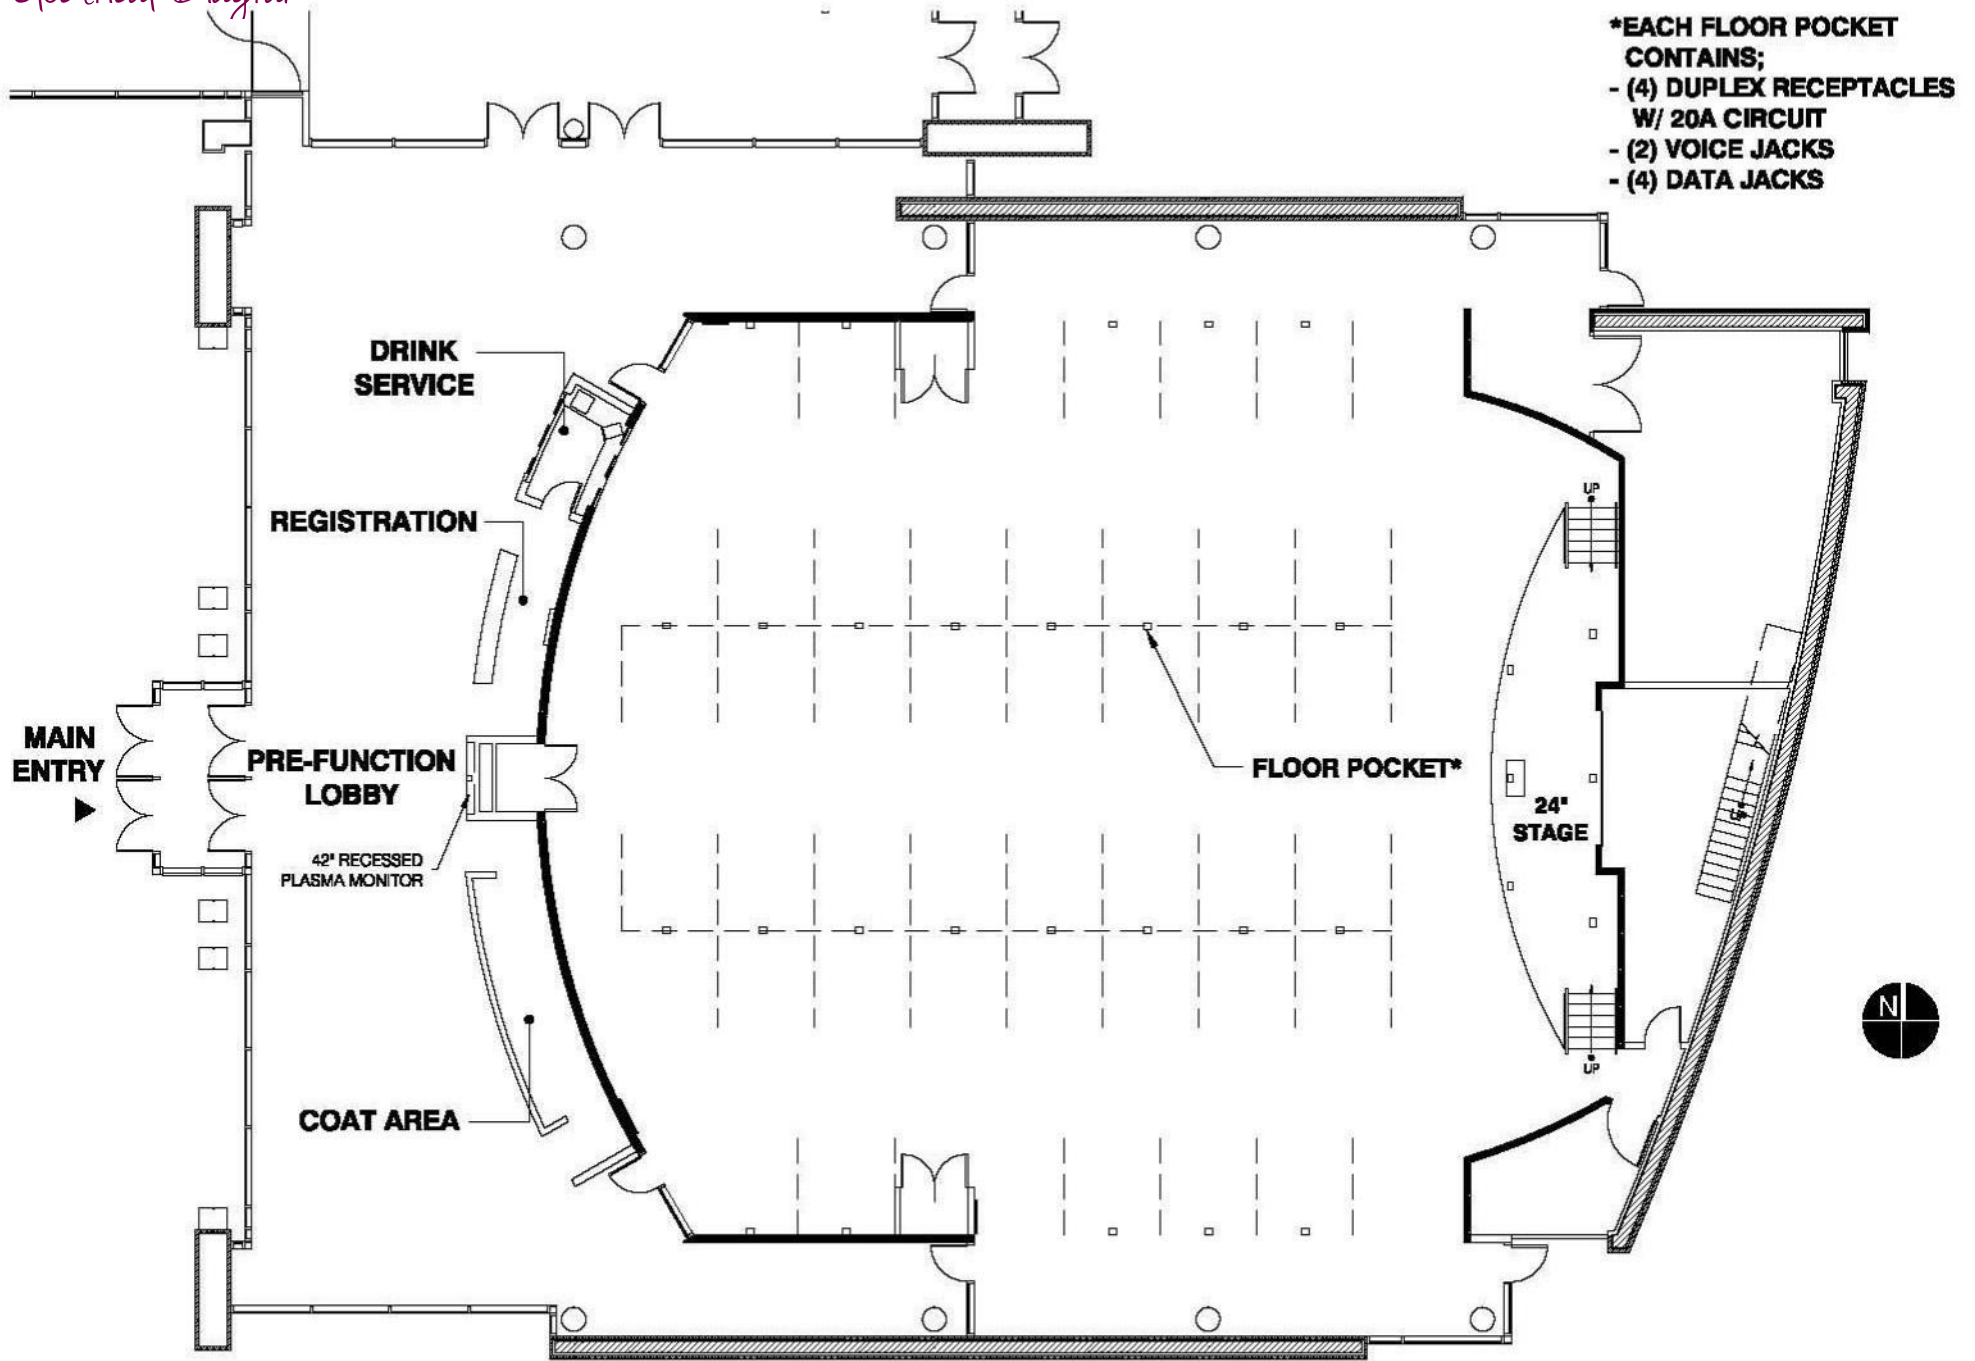 *EACH FLOOR POCKET
CONTAINS;
- (4) DUPLEX RECEPTACLES
W/ 20A CIRCUIT
- (2) VOICE JACKS
- (4) DATA JACKS
DRINK
SERVICE
REGISTRATION
UP
MAIN
ENTRY
PRE-FUNCTION
LOBBY
FLOOR POCKET*
24"
STAGE
UP
42" RECESSED
PLASMA MONITOR
N
UP
COAT AREA